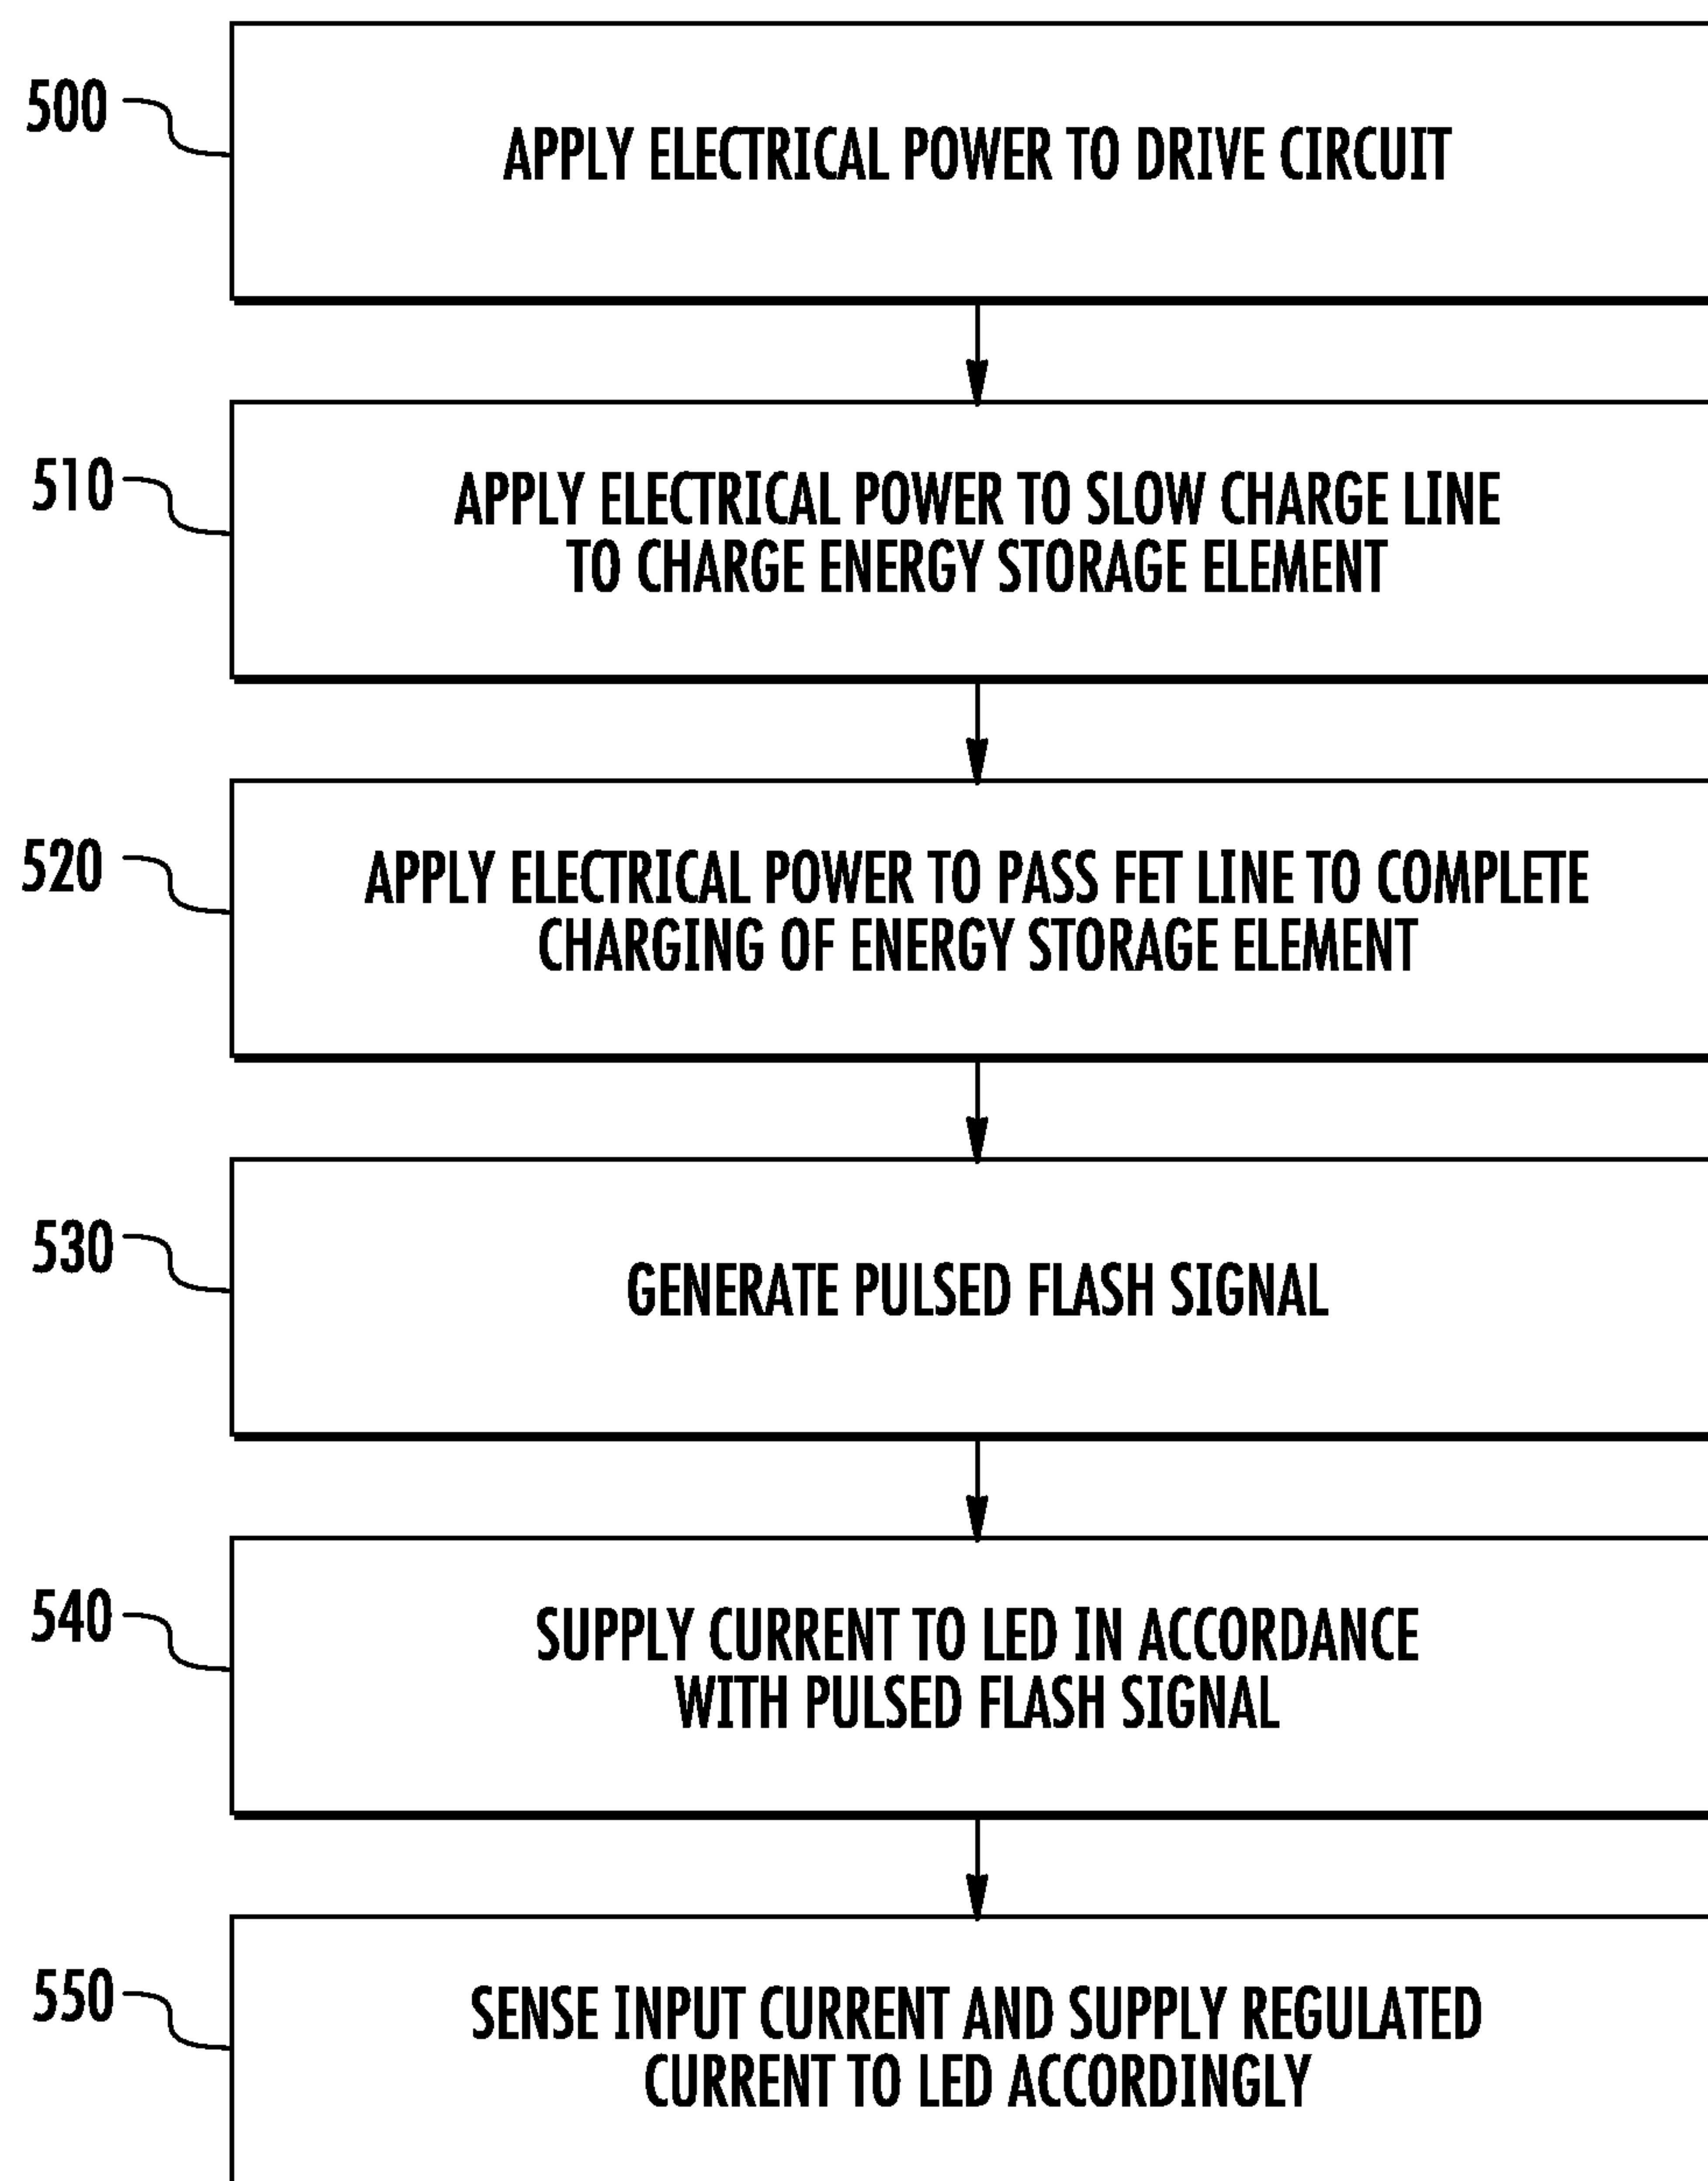 500
APPLY ELECTRICAL POWER TO DRIVE CIRCUIT
510
APPLY ELECTRICAL POWER TO SLOW CHARGE LINE
TO CHARGE ENERGY STORAGE ELEMENT
520
APPLY ELECTRICAL POWER TO PASS FET LINE TO COMPLETE
CHARGING OF ENERGY STORAGE ELEMENT
530
GENERATE PULSED FLASH SIGNAL
540
SUPPLY CURRENT TO LED IN ACCORDANCE
WITH PULSED FLASH SIGNAL
550
SENSE INPUT CURRENT AND SUPPLY REGULATED
CURRENT TO LED ACCORDINGLY